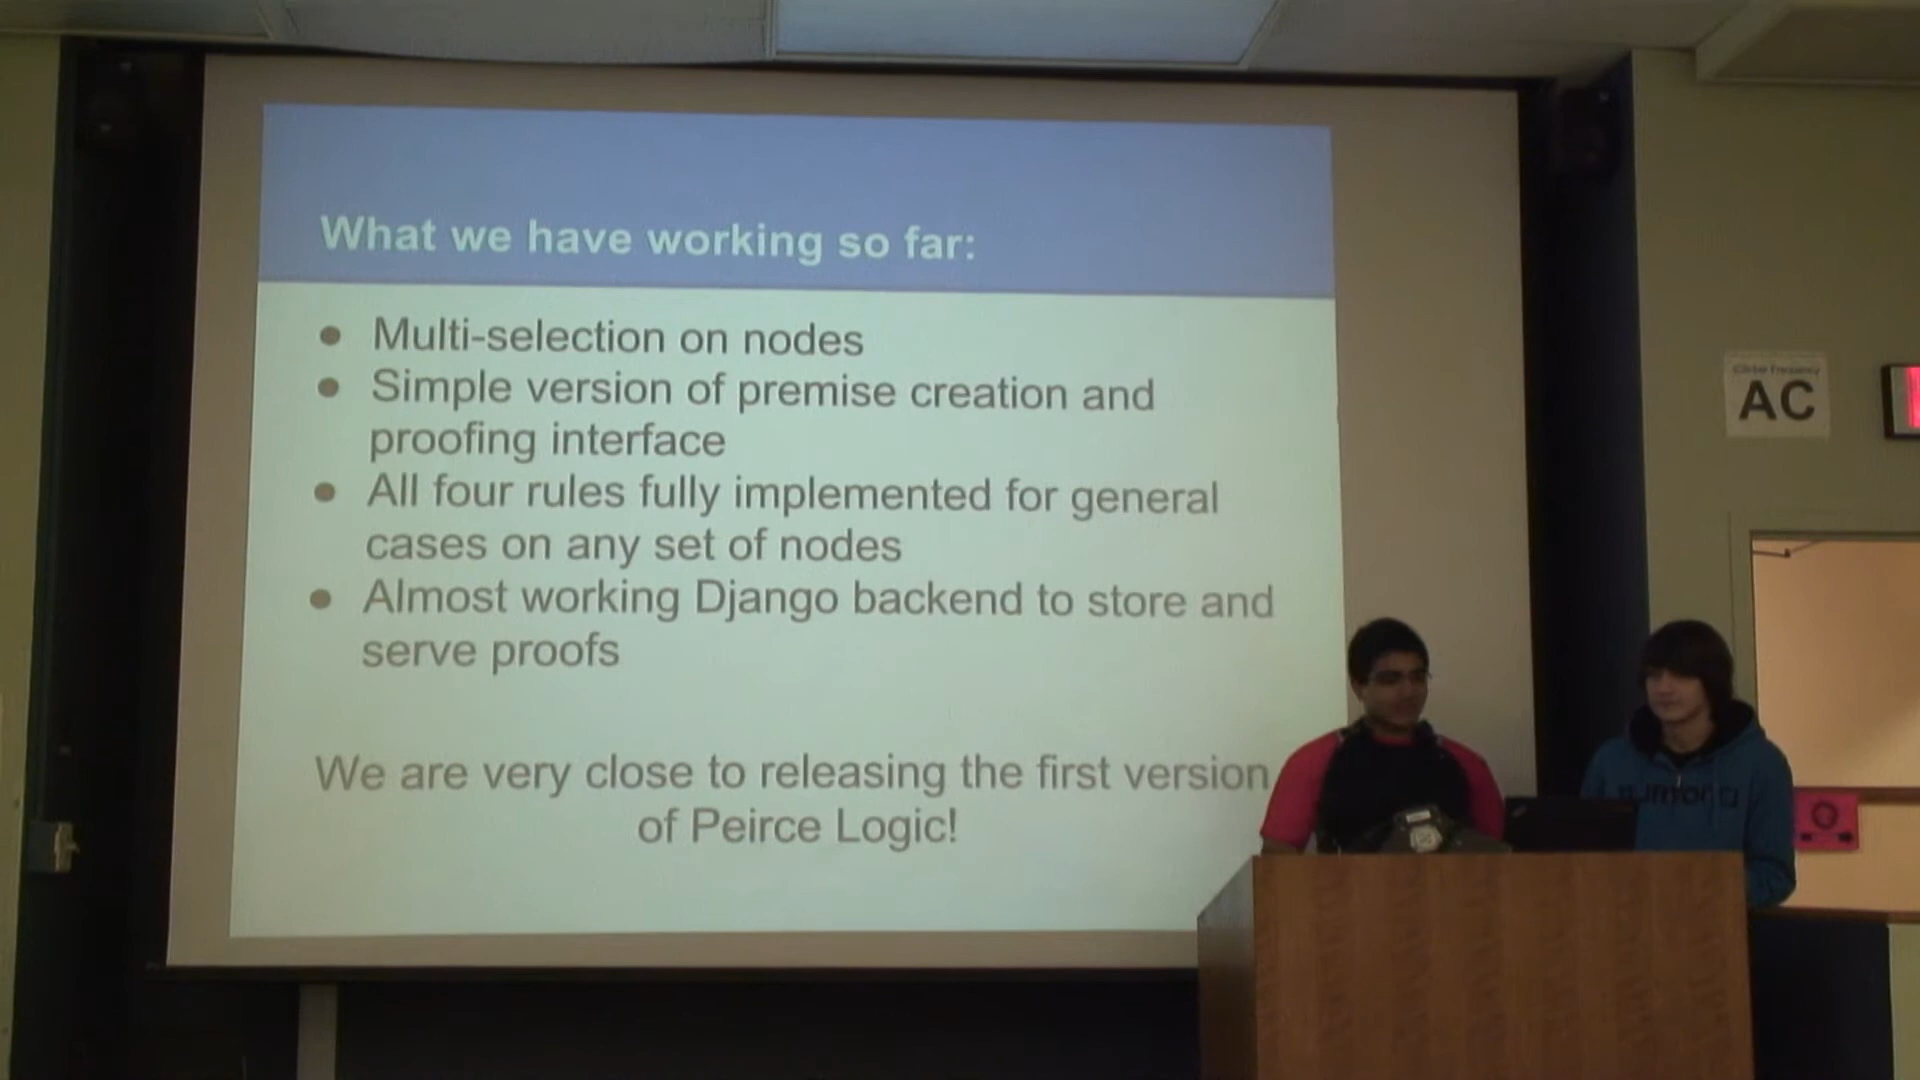 What we have working so far:
● Multi-selection on nodes
● Simple version of premise creation and
proofing interface
● All four rules fully implemented for general
cases on any set of nodes
● Almost working Django backend to store and
serve proofs
We are very close to releasing the first version
of Peirce Logic!
AC